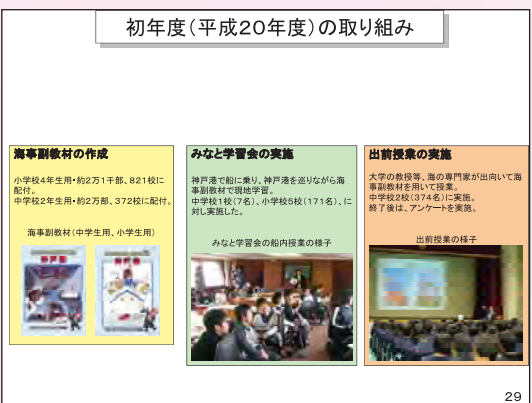 初年度(平成20年度)の取り組み
海事副教材の作成
小学校4年生用・約2万1千部、821校に
配付。
中学校2年生用・約2万部、372校に配付。
海事副教材(中学生用、小学生用)
神戸港
神戸港
みなと学習会の実施
神戸港で船に乗り、神戸港を巡りながら海
事副教材で現地学習。
中学校1校(7名)、小学校5校(171名)、に
対し実施した。
みなと学習会の船内授業の様子
出前授業の実施
大学の教授等、海の専門家が出向いて海
事副教材を用いて授業。
中学校2校(374名)に実施。
終了後は、アンケートを実施。
出前授業の様子
29